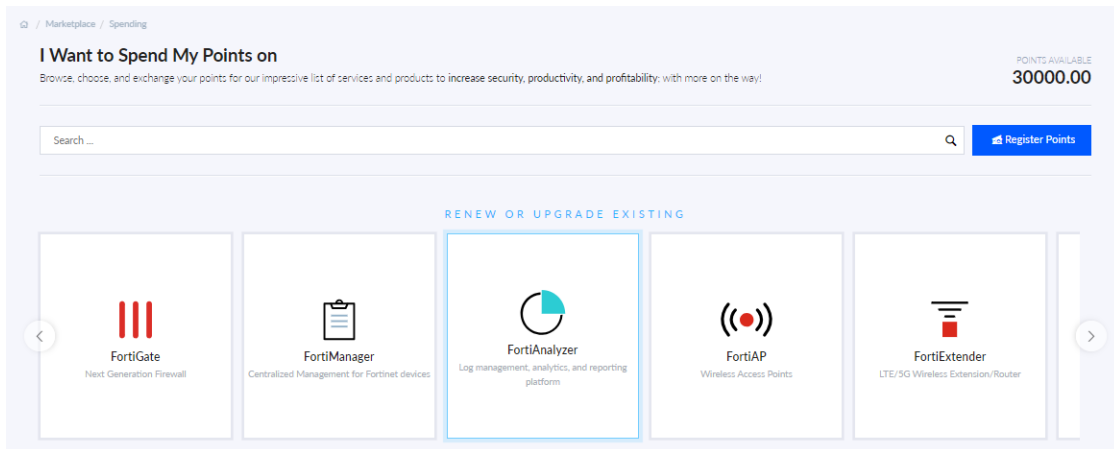 / Marketplace / Spending
I Want to Spend My Points on
Browse, choose, and exchange your points for our impressive list of services and products to increase security, productivity, and profitability; with more on the way!
POINTS AVAILABLE
30000.00
Search ...
Register Points
RENEW OR UPGRADE EXISTING
FortiGate
Next Generation Firewall
FortiManager
Centralized Management for Fortinet devices
FortiAnalyzer
Log management, analytics, and reporting
platform
FortiAP
Wireless Access Points
FortiExtender
LTE/5G Wireless Extension/Router